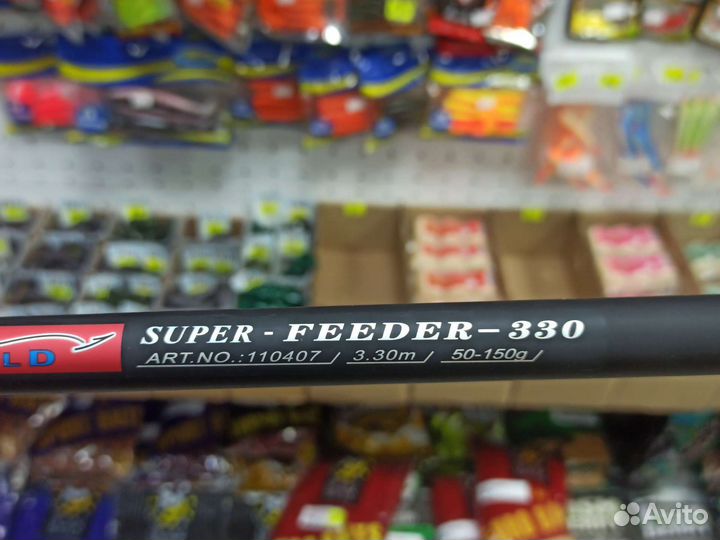 LD
SUPER - FEEDER - 330
ART.NO.:110407 / 3.30m / 50-150g /
Avito